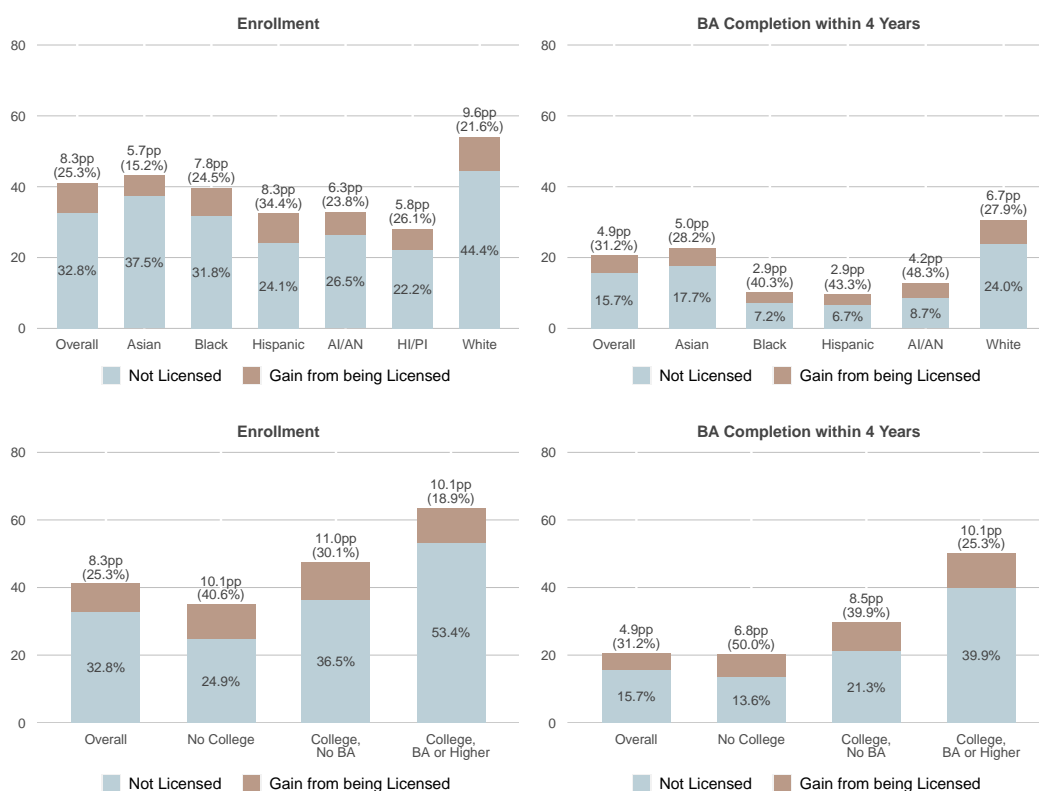 Enrollment
80
60
40
20
0
8.3pp
(25.3%)
5.7pp
(15.2%)
7.8pp
(24.5%)
8.3pp
(34.4%)
6.3pp
(23.8%)
5.8pp
(26.1%)
9.6pp
(21.6%)
32.8%
37.5%
31.8%
24.1%
26.5%
22.2%
44.4%
Overall Asian Black Hispanic AI/AN HI/PI White
Not Licensed Gain from being Licensed
BA Completion within 4 Years
80
60
40
20
0
4.9pp
(31.2%)
5.0pp
(28.2%)
2.9pp
(40.3%)
2.9pp
(43.3%)
4.2pp
(48.3%)
6.7pp
(27.9%)
15.7%
17.7%
7.2%
6.7%
8.7%
24.0%
Overall Asian Black Hispanic AI/AN White
Not Licensed Gain from being Licensed
Enrollment
80
60
40
20
0
8.3pp
(25.3%)
10.1pp
(40.6%)
11.0pp
(30.1%)
10.1pp
(18.9%)
32.8%
24.9%
36.5%
53.4%
Overall
No College
College,
No BA
College,
BA or Higher
Not Licensed Gain from being Licensed
BA Completion within 4 Years
80
60
40
20
0
4.9pp
(31.2%)
6.8pp
(50.0%)
8.5pp
(39.9%)
10.1pp
(25.3%)
15.7%
13.6%
21.3%
39.9%
Overall
No College
College,
No BA
College,
BA or Higher
Not Licensed Gain from being Licensed